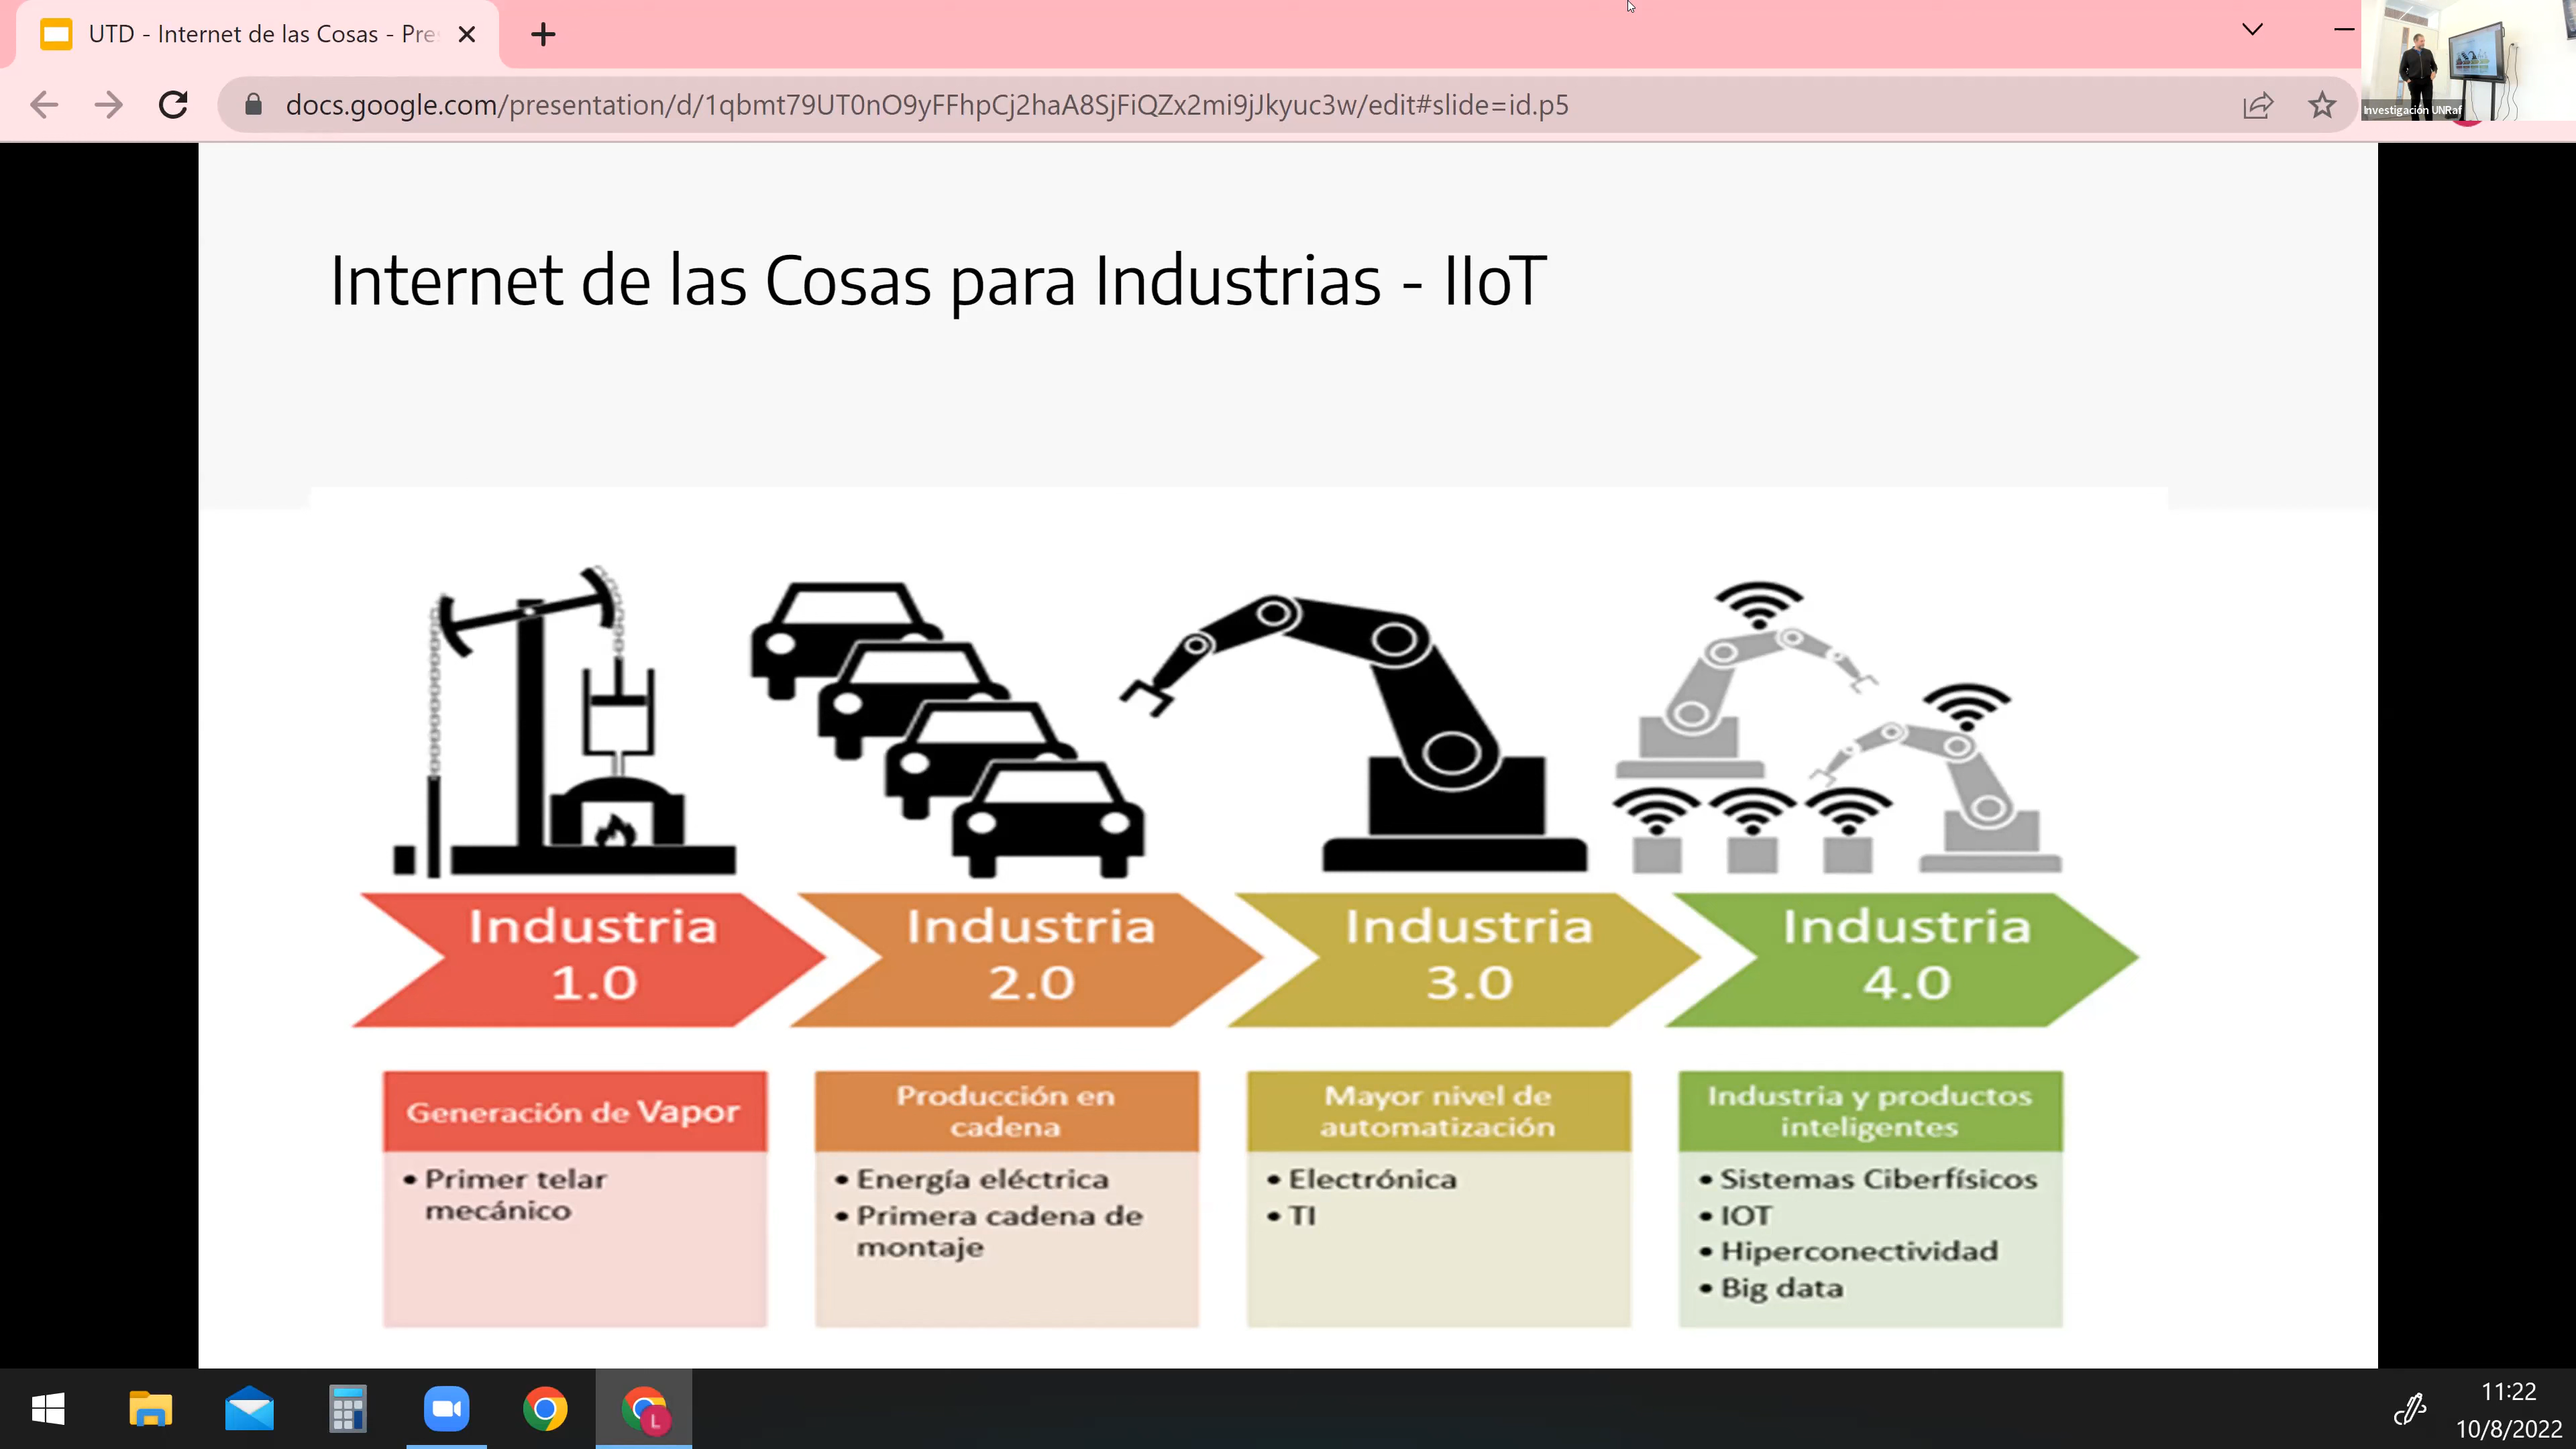 UTD - Internet de las Cosas - Pre
docs.google.com/presentation/d/1qbmt79UT0nO9yFFhpCj2haA8SjFiQZx2mi9jJkyuc3w/edit#slide=id.p5
Investigación UNRaf
Internet de las Cosas para Industrias - IIoT
Industria
1.0
Industria
2.0
Industria
3.0
Industria
4.0
Generación de Vapor
• Primer telar
mecánico
Producción en
cadena
• Energía eléctrica
• Primera cadena de
montaje
Mayor nivel de
automatización
• Electrónica
• TI
Industria y productos
inteligentes
• Sistemas Ciberfísicos
• IOT
• Hiperconectividad
• Big data
L
11:22
10/8/2022